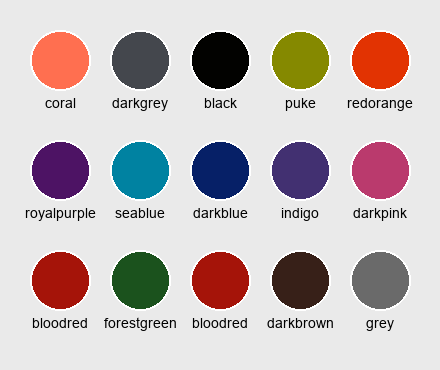 coral darkgrey black puke redorange
royalpurple seablue darkblue indigo darkpink
bloodred forestgreen bloodred darkbrown grey